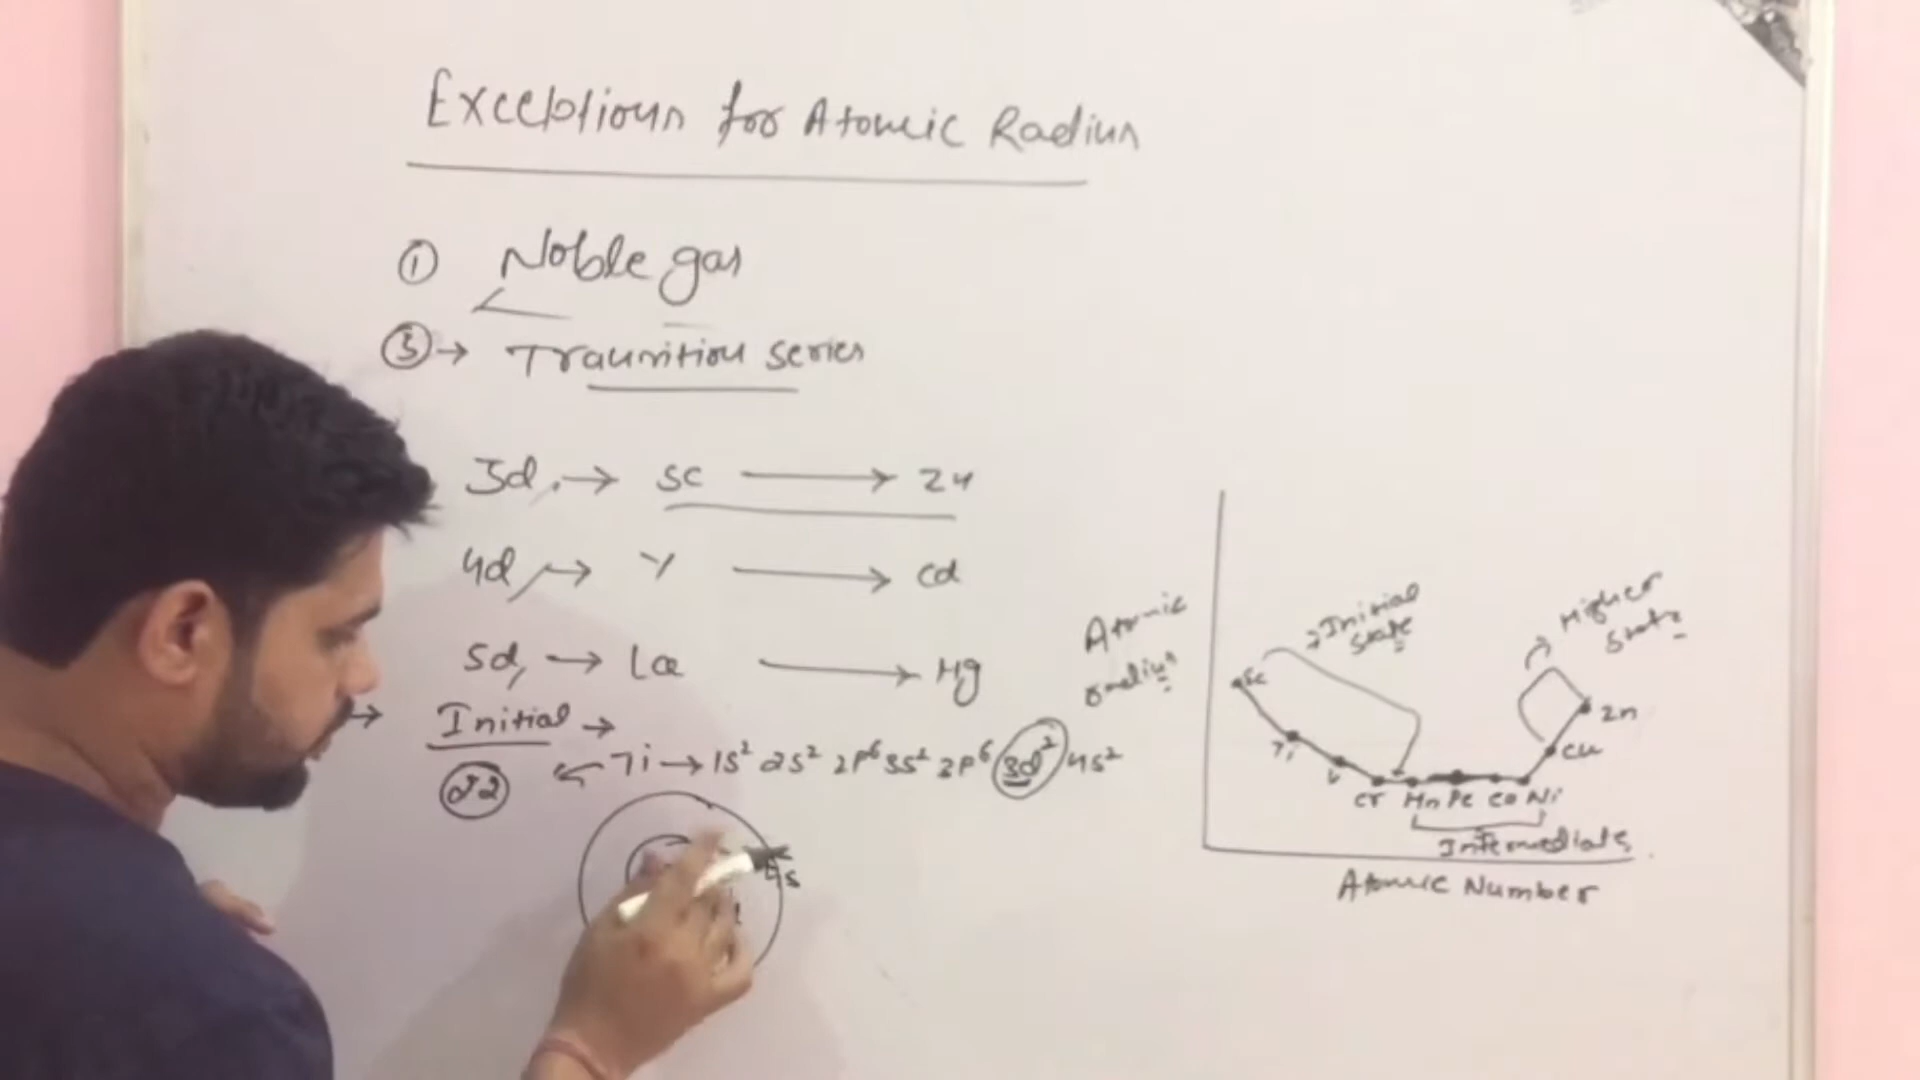 Exceptions for Atomic Radius
① Noble gas
③ → Transition series
3d → Sc → Zn
4d → Y → Cd
5d → La → Hg
→ Initial →
22 ← Ti → 1s² 2s² 2p⁶ 3s² 3p⁶ 3d² 4s²
s
Atomic
radius
Initial
state
Higher
State
Sc
Ti
V
Cr Mn Fe Co Ni
Cu
Zn
Intermediate
Atomic Number